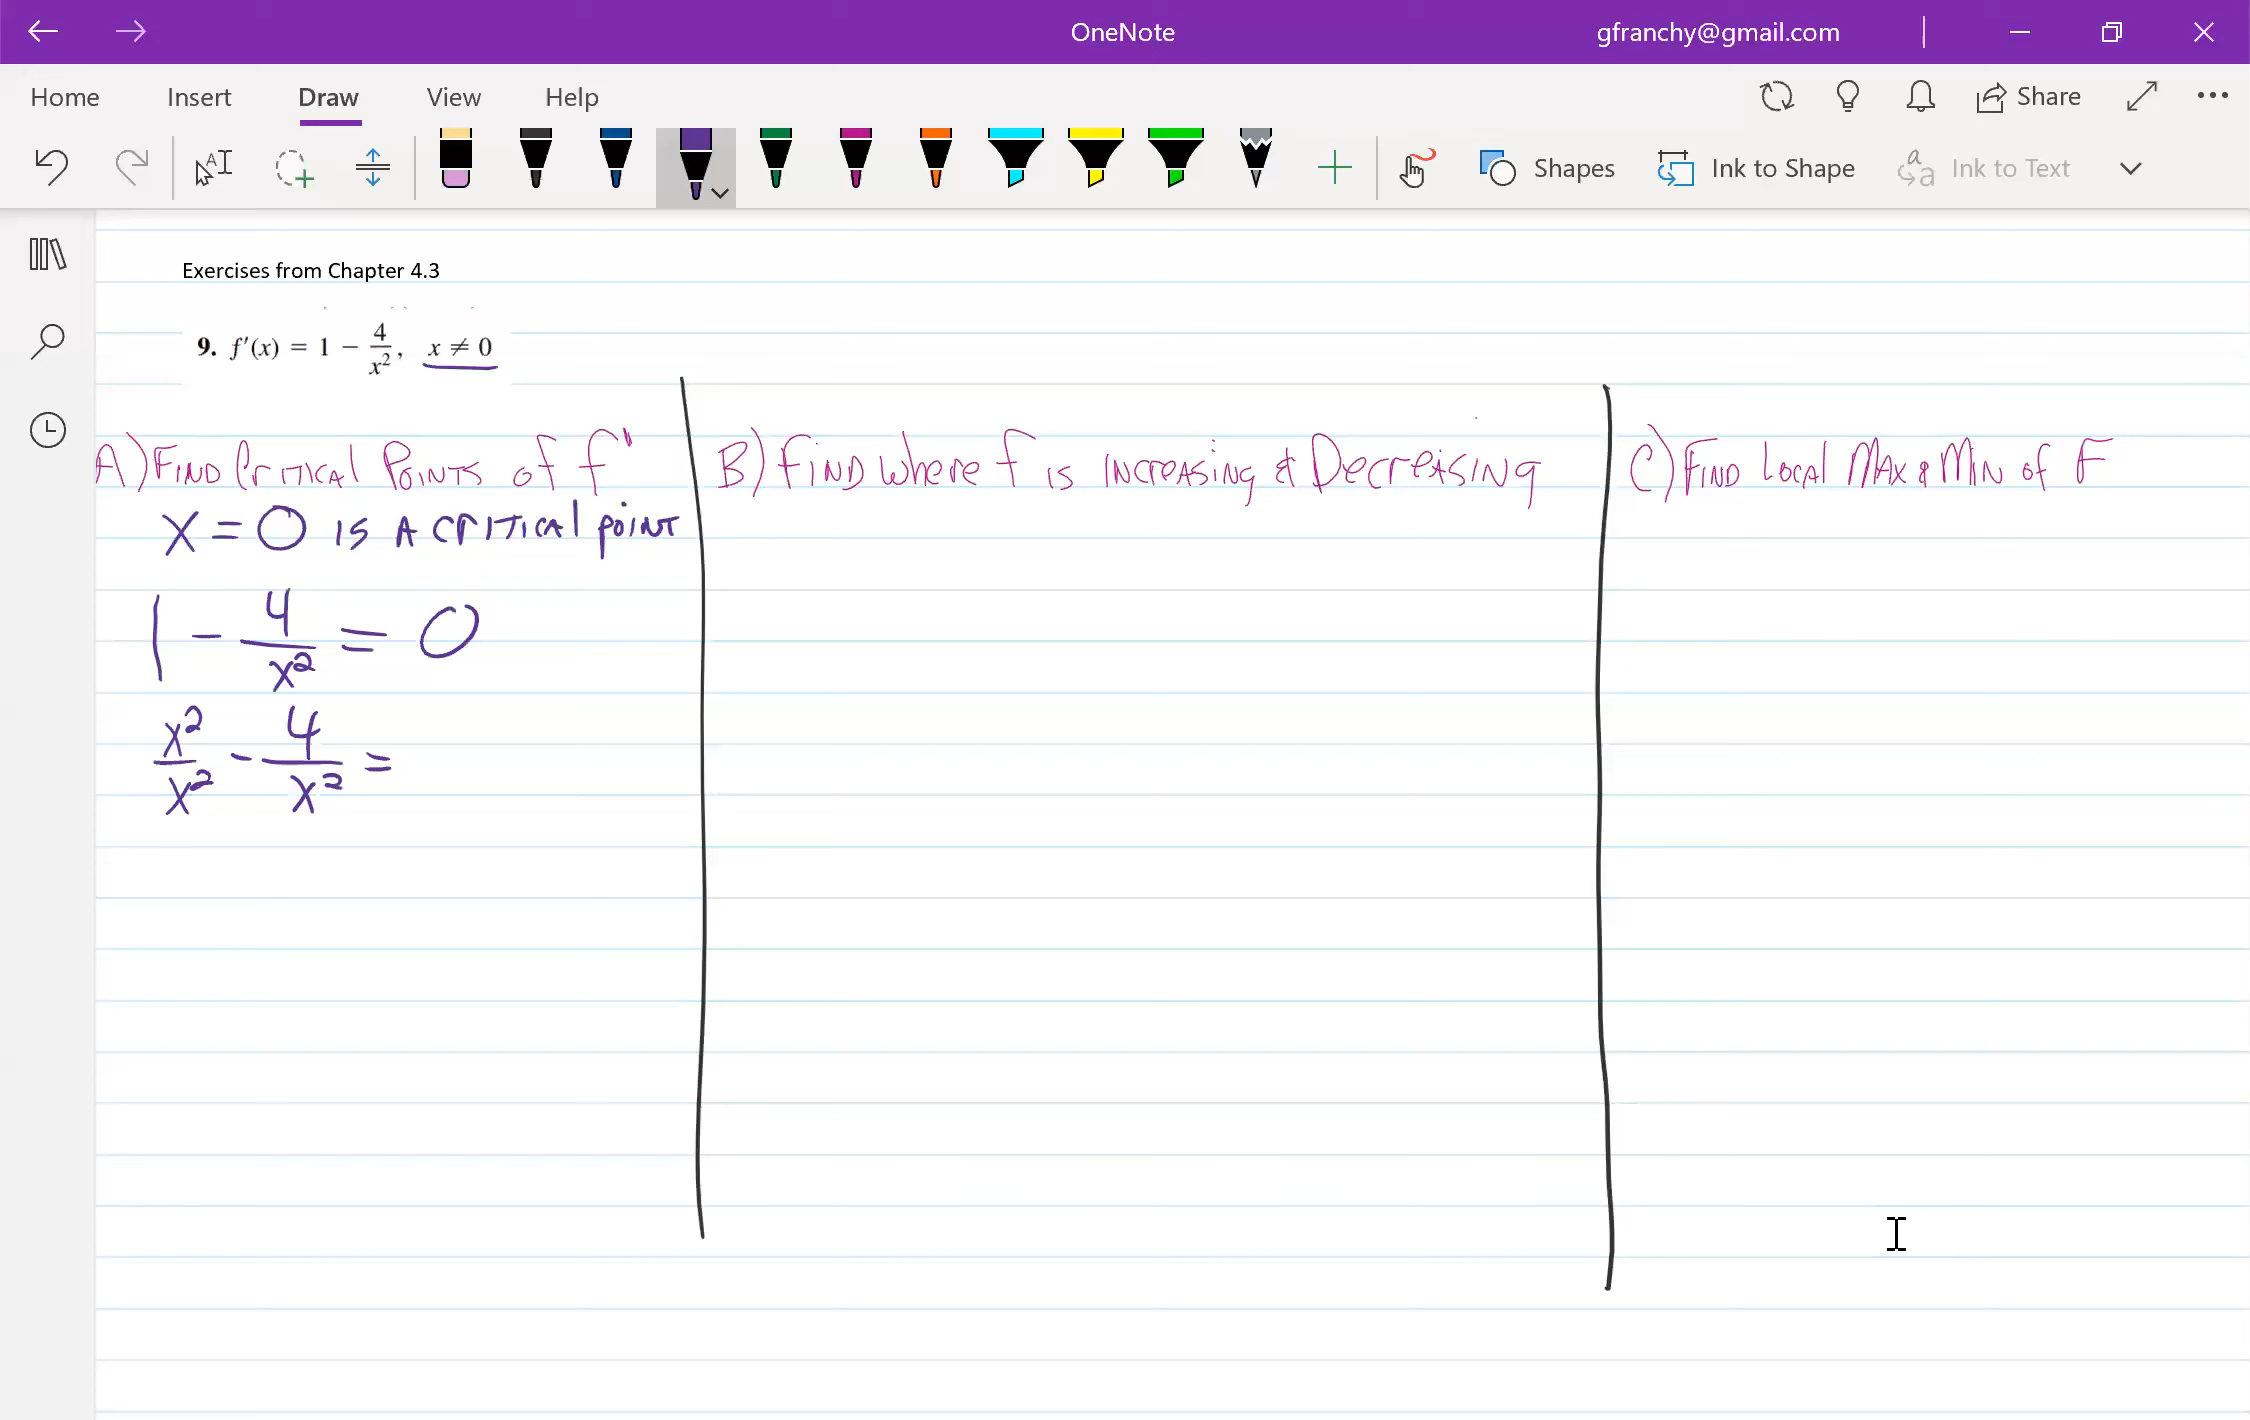 OneNote
gfranchy@gmail.com
Home Insert Draw View Help
Share
Shapes Ink to Shape Ink to Text
Exercises from Chapter 4.3
9. f'(x) = 1 − 4/x², x ≠ 0
A) FIND CRITICAL POINTS OF f"
B) FIND where f is INCREASING & DECREASING
C) FIND LOCAL MAX & MIN of F
X = 0 IS A CRITICAL POINT
1 − 4/x² = 0
x²/x² − 4/x² =